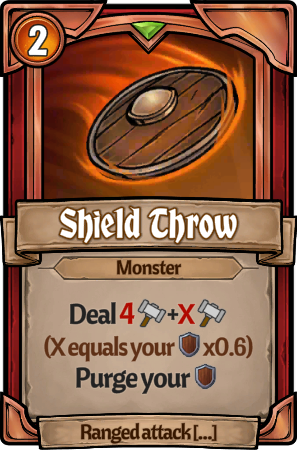 2
Shield Throw
Monster
Deal 4 +X
(X equals your x0.6)
Purge your
Ranged attack [...]